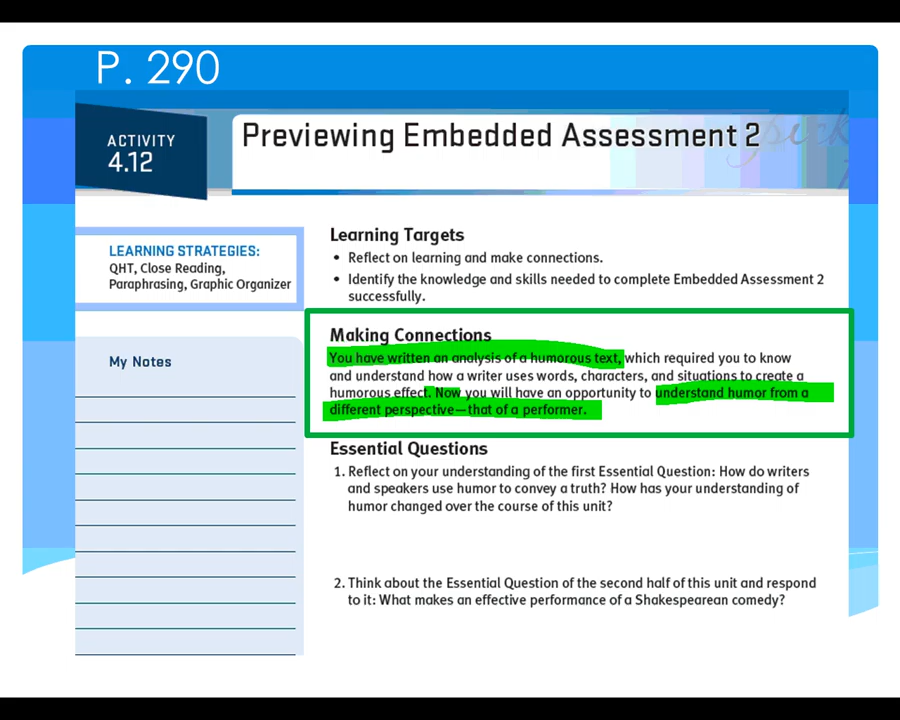 P. 290
ACTIVITY
4.12
Previewing Embedded Assessment 2
LEARNING STRATEGIES:
QHT, Close Reading,
Paraphrasing, Graphic Organizer
My Notes
Learning Targets
• Reflect on learning and make connections.
• Identify the knowledge and skills needed to complete Embedded Assessment 2
successfully.
Making Connections
You have written an analysis of a humorous text, which required you to know
and understand how a writer uses words, characters, and situations to create a
humorous effect. Now you will have an opportunity to understand humor from a
different perspective—that of a performer.
Essential Questions
1. Reflect on your understanding of the first Essential Question: How do writers
and speakers use humor to convey a truth? How has your understanding of
humor changed over the course of this unit?
2. Think about the Essential Question of the second half of this unit and respond
to it: What makes an effective performance of a Shakespearean comedy?